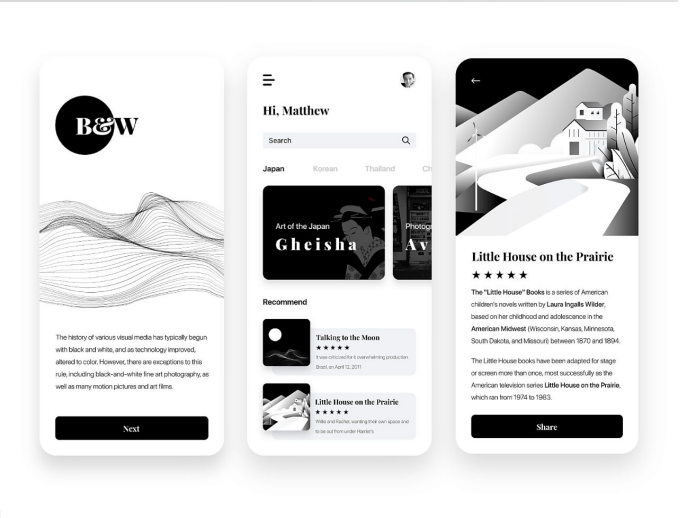 B&W
The history of various visual media has typically begun
with black and white, and as technology improved,
altered to color. However, there are exceptions to this
rule, including black-and-white fine art photography, as
well as many motion pictures and art films.
Next
Hi, Matthew
Search
Japan Korean Thailand Ch
Art of the Japan
Gheisha
Photogr
Av
Recommend
Talking to the Moon
★★★★★
It was criticized for it overwhelming production.
Brazil, on April 12, 2011
Little House on the Prairie
★★★★★
Willie and Rachel, wanting their own space and
to be out from under Harriet's
Little House on the Prairie
★★★★★
The "Little House" Books is a series of American
children's novels written by Laura Ingalls Wilder,
based on her childhood and adolescence in the
American Midwest (Wisconsin, Kansas, Minnesota,
South Dakota, and Missouri) between 1870 and 1894.
The Little House books have been adapted for stage
or screen more than once, most successfully as the
American television series Little House on the Prairie,
which ran from 1974 to 1983.
Share